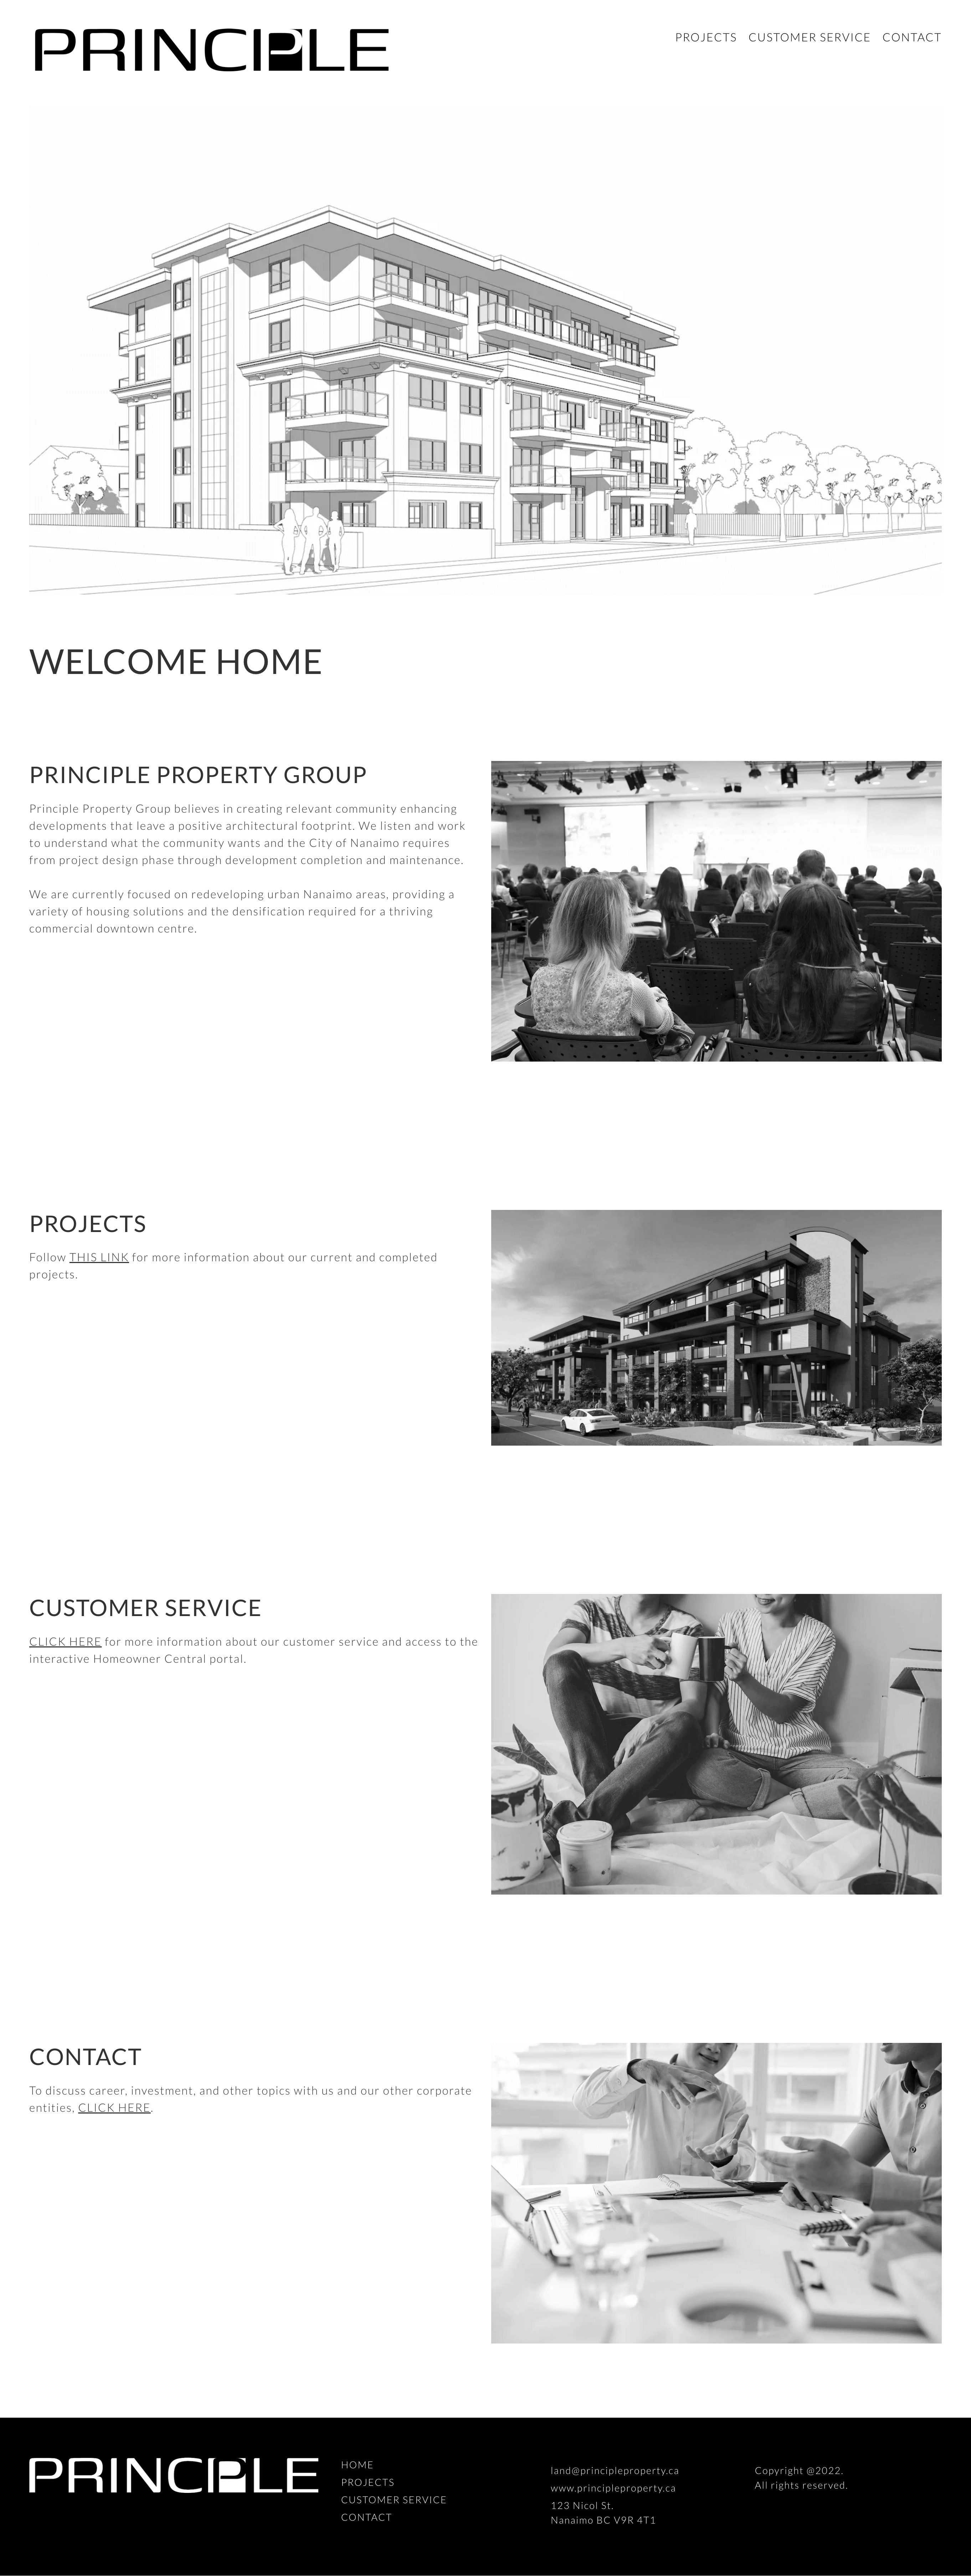 PRINCIPLE
PROJECTS CUSTOMER SERVICE CONTACT
WELCOME HOME
PRINCIPLE PROPERTY GROUP
Principle Property Group believes in creating relevant community enhancing
developments that leave a positive architectural footprint. We listen and work
to understand what the community wants and the City of Nanaimo requires
from project design phase through development completion and maintenance.
We are currently focused on redeveloping urban Nanaimo areas, providing a
variety of housing solutions and the densification required for a thriving
commercial downtown centre.
PROJECTS
Follow THIS LINK for more information about our current and completed
projects.
CUSTOMER SERVICE
CLICK HERE for more information about our customer service and access to the
interactive Homeowner Central portal.
CONTACT
To discuss career, investment, and other topics with us and our other corporate
entities, CLICK HERE.
PRINCIPLE
HOME
PROJECTS
CUSTOMER SERVICE
CONTACT
land@principleproperty.ca
www.principleproperty.ca
123 Nicol St.
Nanaimo BC V9R 4T1
Copyright @2022.
All rights reserved.